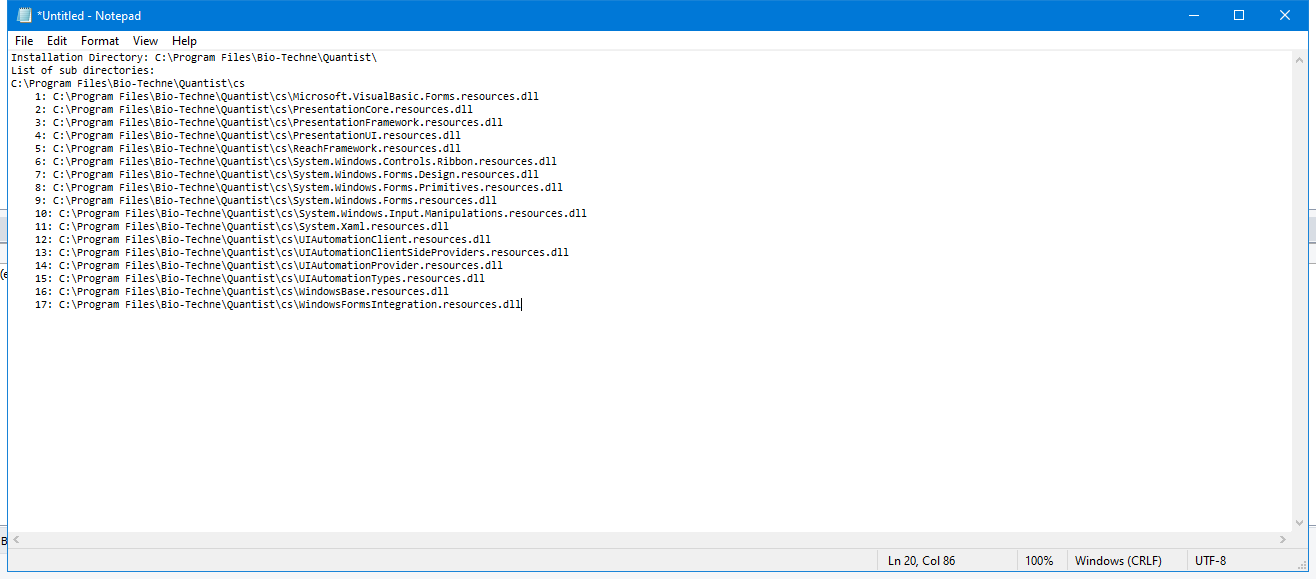 *Untitled - Notepad
File Edit Format View Help
Installation Directory: C:\Program Files\Bio-Techne\Quantist\
List of sub directories:
C:\Program Files\Bio-Techne\Quantist\cs
1: C:\Program Files\Bio-Techne\Quantist\cs\Microsoft.VisualBasic.Forms.resources.dll
2: C:\Program Files\Bio-Techne\Quantist\cs\PresentationCore.resources.dll
3: C:\Program Files\Bio-Techne\Quantist\cs\PresentationFramework.resources.dll
4: C:\Program Files\Bio-Techne\Quantist\cs\PresentationUI.resources.dll
5: C:\Program Files\Bio-Techne\Quantist\cs\ReachFramework.resources.dll
6: C:\Program Files\Bio-Techne\Quantist\cs\System.Windows.Controls.Ribbon.resources.dll
7: C:\Program Files\Bio-Techne\Quantist\cs\System.Windows.Forms.Design.resources.dll
8: C:\Program Files\Bio-Techne\Quantist\cs\System.Windows.Forms.Primitives.resources.dll
9: C:\Program Files\Bio-Techne\Quantist\cs\System.Windows.Forms.resources.dll
10: C:\Program Files\Bio-Techne\Quantist\cs\System.Windows.Input.Manipulations.resources.dll
11: C:\Program Files\Bio-Techne\Quantist\cs\System.Xaml.resources.dll
12: C:\Program Files\Bio-Techne\Quantist\cs\UIAutomationClient.resources.dll
13: C:\Program Files\Bio-Techne\Quantist\cs\UIAutomationClientSideProviders.resources.dll
14: C:\Program Files\Bio-Techne\Quantist\cs\UIAutomationProvider.resources.dll
15: C:\Program Files\Bio-Techne\Quantist\cs\UIAutomationTypes.resources.dll
16: C:\Program Files\Bio-Techne\Quantist\cs\WindowsBase.resources.dll
17: C:\Program Files\Bio-Techne\Quantist\cs\WindowsFormsIntegration.resources.dll
Ln 20, Col 86 100% Windows (CRLF) UTF-8